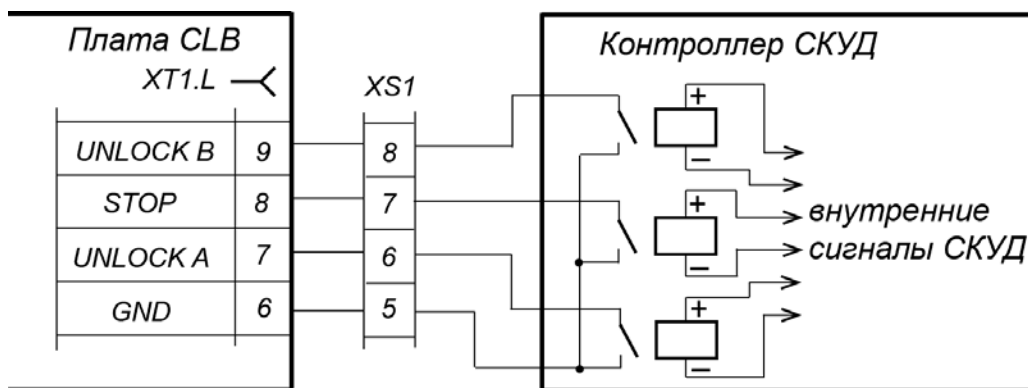 Плата CLB
Контроллер СКУД
XT1.L
XS1
UNLOCK B 9 8
STOP 8 7
UNLOCK A 7 6
GND 6 5
+
−
+
−
+
−
внутренние
сигналы СКУД